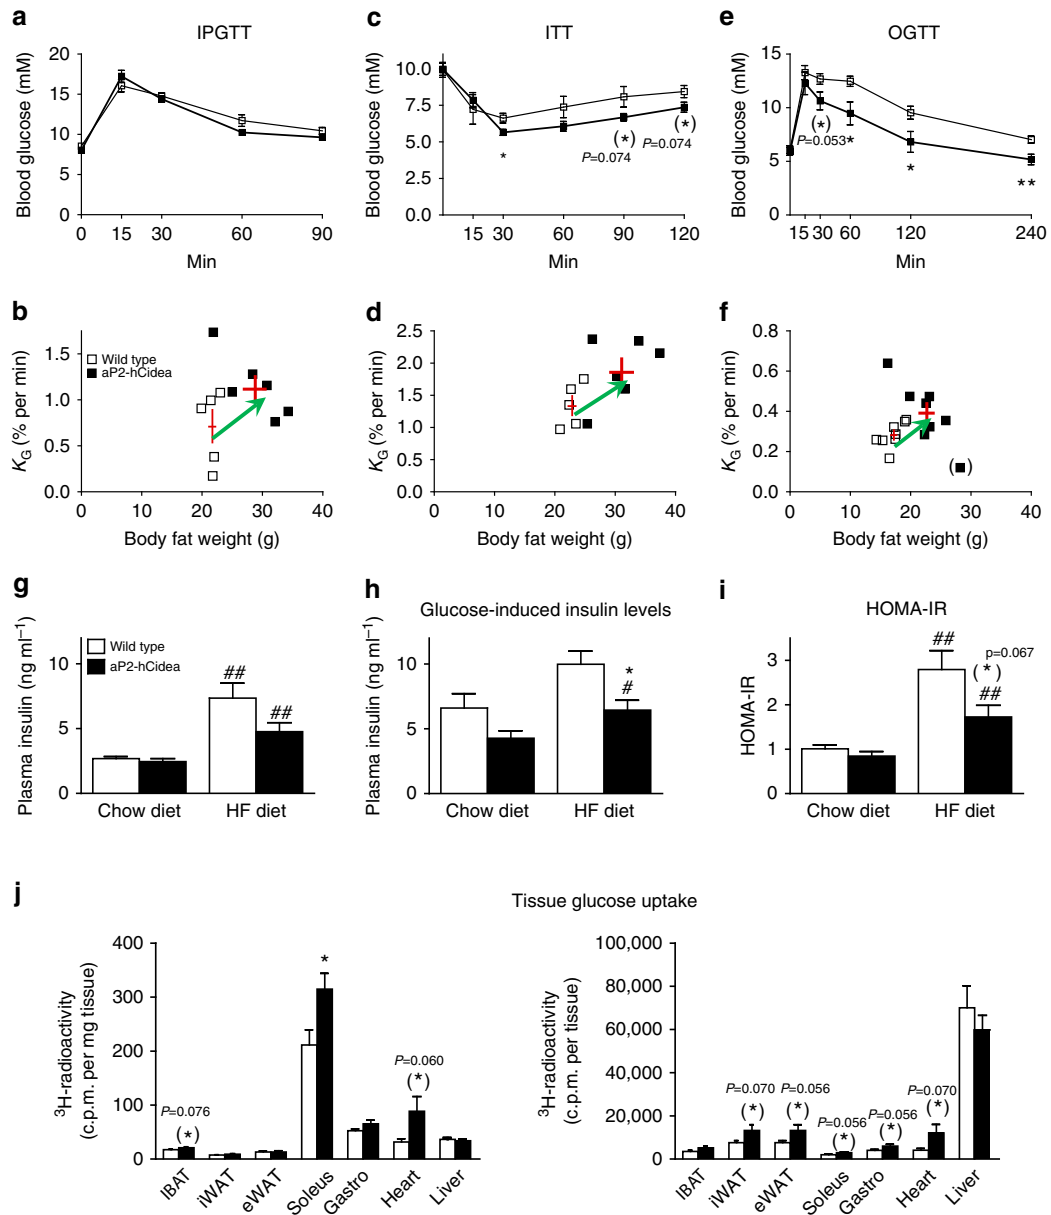 a
IPGTT
Blood glucose (mM)
20
15
10
5
0
0 15 30 60 90
Min
c
ITT
Blood glucose (mM)
10.0
7.5
5.0
2.5
0.0
*
(*)
P=0.074
(*)
P=0.074
15 30 60 90 120
Min
e
OGTT
Blood glucose (mM)
15
10
5
0
(*)
P=0.053
*
*
**
15 30 60 120 240
Min
b
KG (% per min)
1.5
1.0
0.5
0.0
Wild type
aP2-hCidea
0 10 20 30 40
Body fat weight (g)
d
2.5
2.0
1.5
1.0
0.5
0.0
0 10 20 30 40
Body fat weight (g)
f
KG (% per min)
0.8
0.6
0.4
0.2
0.0
( )
0 10 20 30 40
Body fat weight (g)
g
Plasma insulin (ng ml−1)
10
5
0
Wild type
aP2-hCidea
##
##
Chow diet HF diet
h
Glucose-induced insulin levels
Plasma insulin (ng ml−1)
10
5
0
*
#
Chow diet HF diet
i
HOMA-IR
HOMA-IR
3
2
1
0
##
p=0.067
(*)
##
Chow diet HF diet
j
Tissue glucose uptake
3H-radioactivity
(c.p.m. per mg tissue)
400
300
200
100
0
P=0.076
(*)
*
P=0.060
(*)
IBAT iWAT eWAT Soleus Gastro Heart Liver
3H-radioactivity
(c.p.m. per tissue)
100,000
80,000
60,000
40,000
20,000
0
P=0.070
(*)
P=0.056
(*)
P=0.056
(*)
P=0.056
(*)
P=0.070
(*)
IBAT iWAT eWAT Soleus Gastro Heart Liver